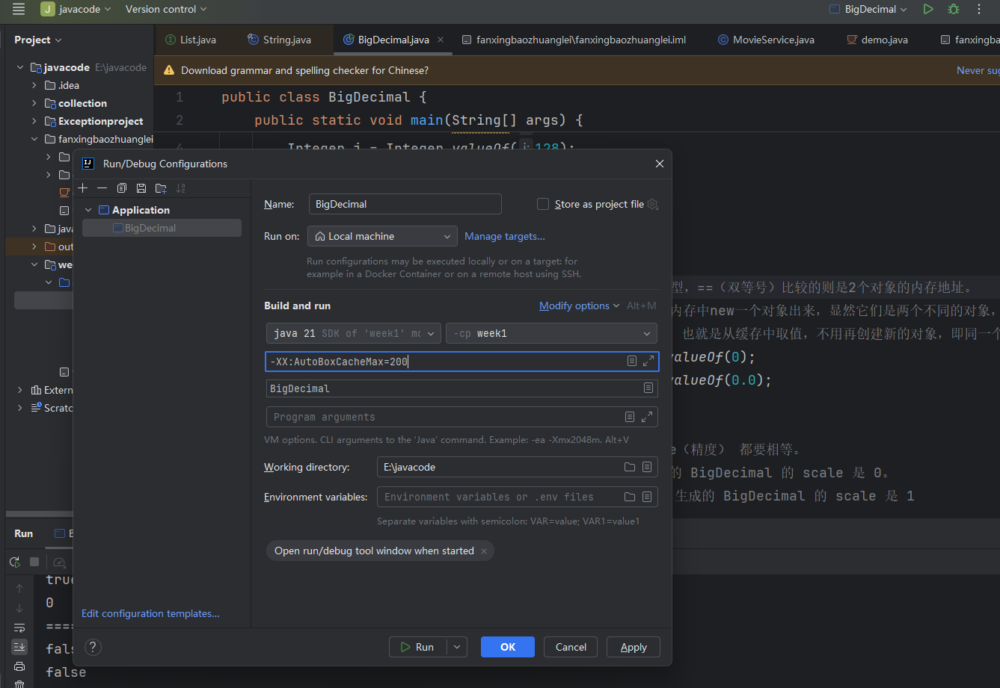 J javacode Version control BigDecimal
Project List.java String.java BigDecimal.java fanxingbaozhuanglei\fanxingbaozhuanglei.iml MovieService.java demo.java fanxingba
Download grammar and spelling checker for Chinese? Never sug
javacode E:\javacode
.idea
collection
Exceptionproject
fanxingbaozhuanglei
java
out
we
Extern
Scratc
1 public class BigDecimal {
2 public static void main(String[] args) {
4 Integer j = Integer.valueOf( i: 128);
Run/Debug Configurations
Application
BigDecimal
Name: BigDecimal Store as project file
Run on: Local machine Manage targets...
Run configurations may be executed locally or on a target: for
example in a Docker Container or on a remote host using SSH.
Build and run Modify options Alt+M
java 21 SDK of 'week1' mc -cp week1
-XX:AutoBoxCacheMax=200
BigDecimal
Program arguments
VM options. CLI arguments to the ‘Java’ command. Example: -ea -Xmx2048m. Alt+V
Working directory: E:\javacode
Environment variables: Environment variables or .env files
Separate variables with semicolon: VAR=value; VAR1=value1
Open run/debug tool window when started
Edit configuration templates...
? Run OK Cancel Apply
型，==（双等号）比较的则是2个对象的内存地址。
内存中new一个对象出来，显然它们是两个不同的对象，
也就是从缓存中取值，不用再创建新的对象，即同一个
valueOf(0);
valueOf(0.0);
e（精度） 都要相等。
的 BigDecimal 的 scale 是 0。
生成的 BigDecimal 的 scale 是 1
Run B
true
0
====
fals
false